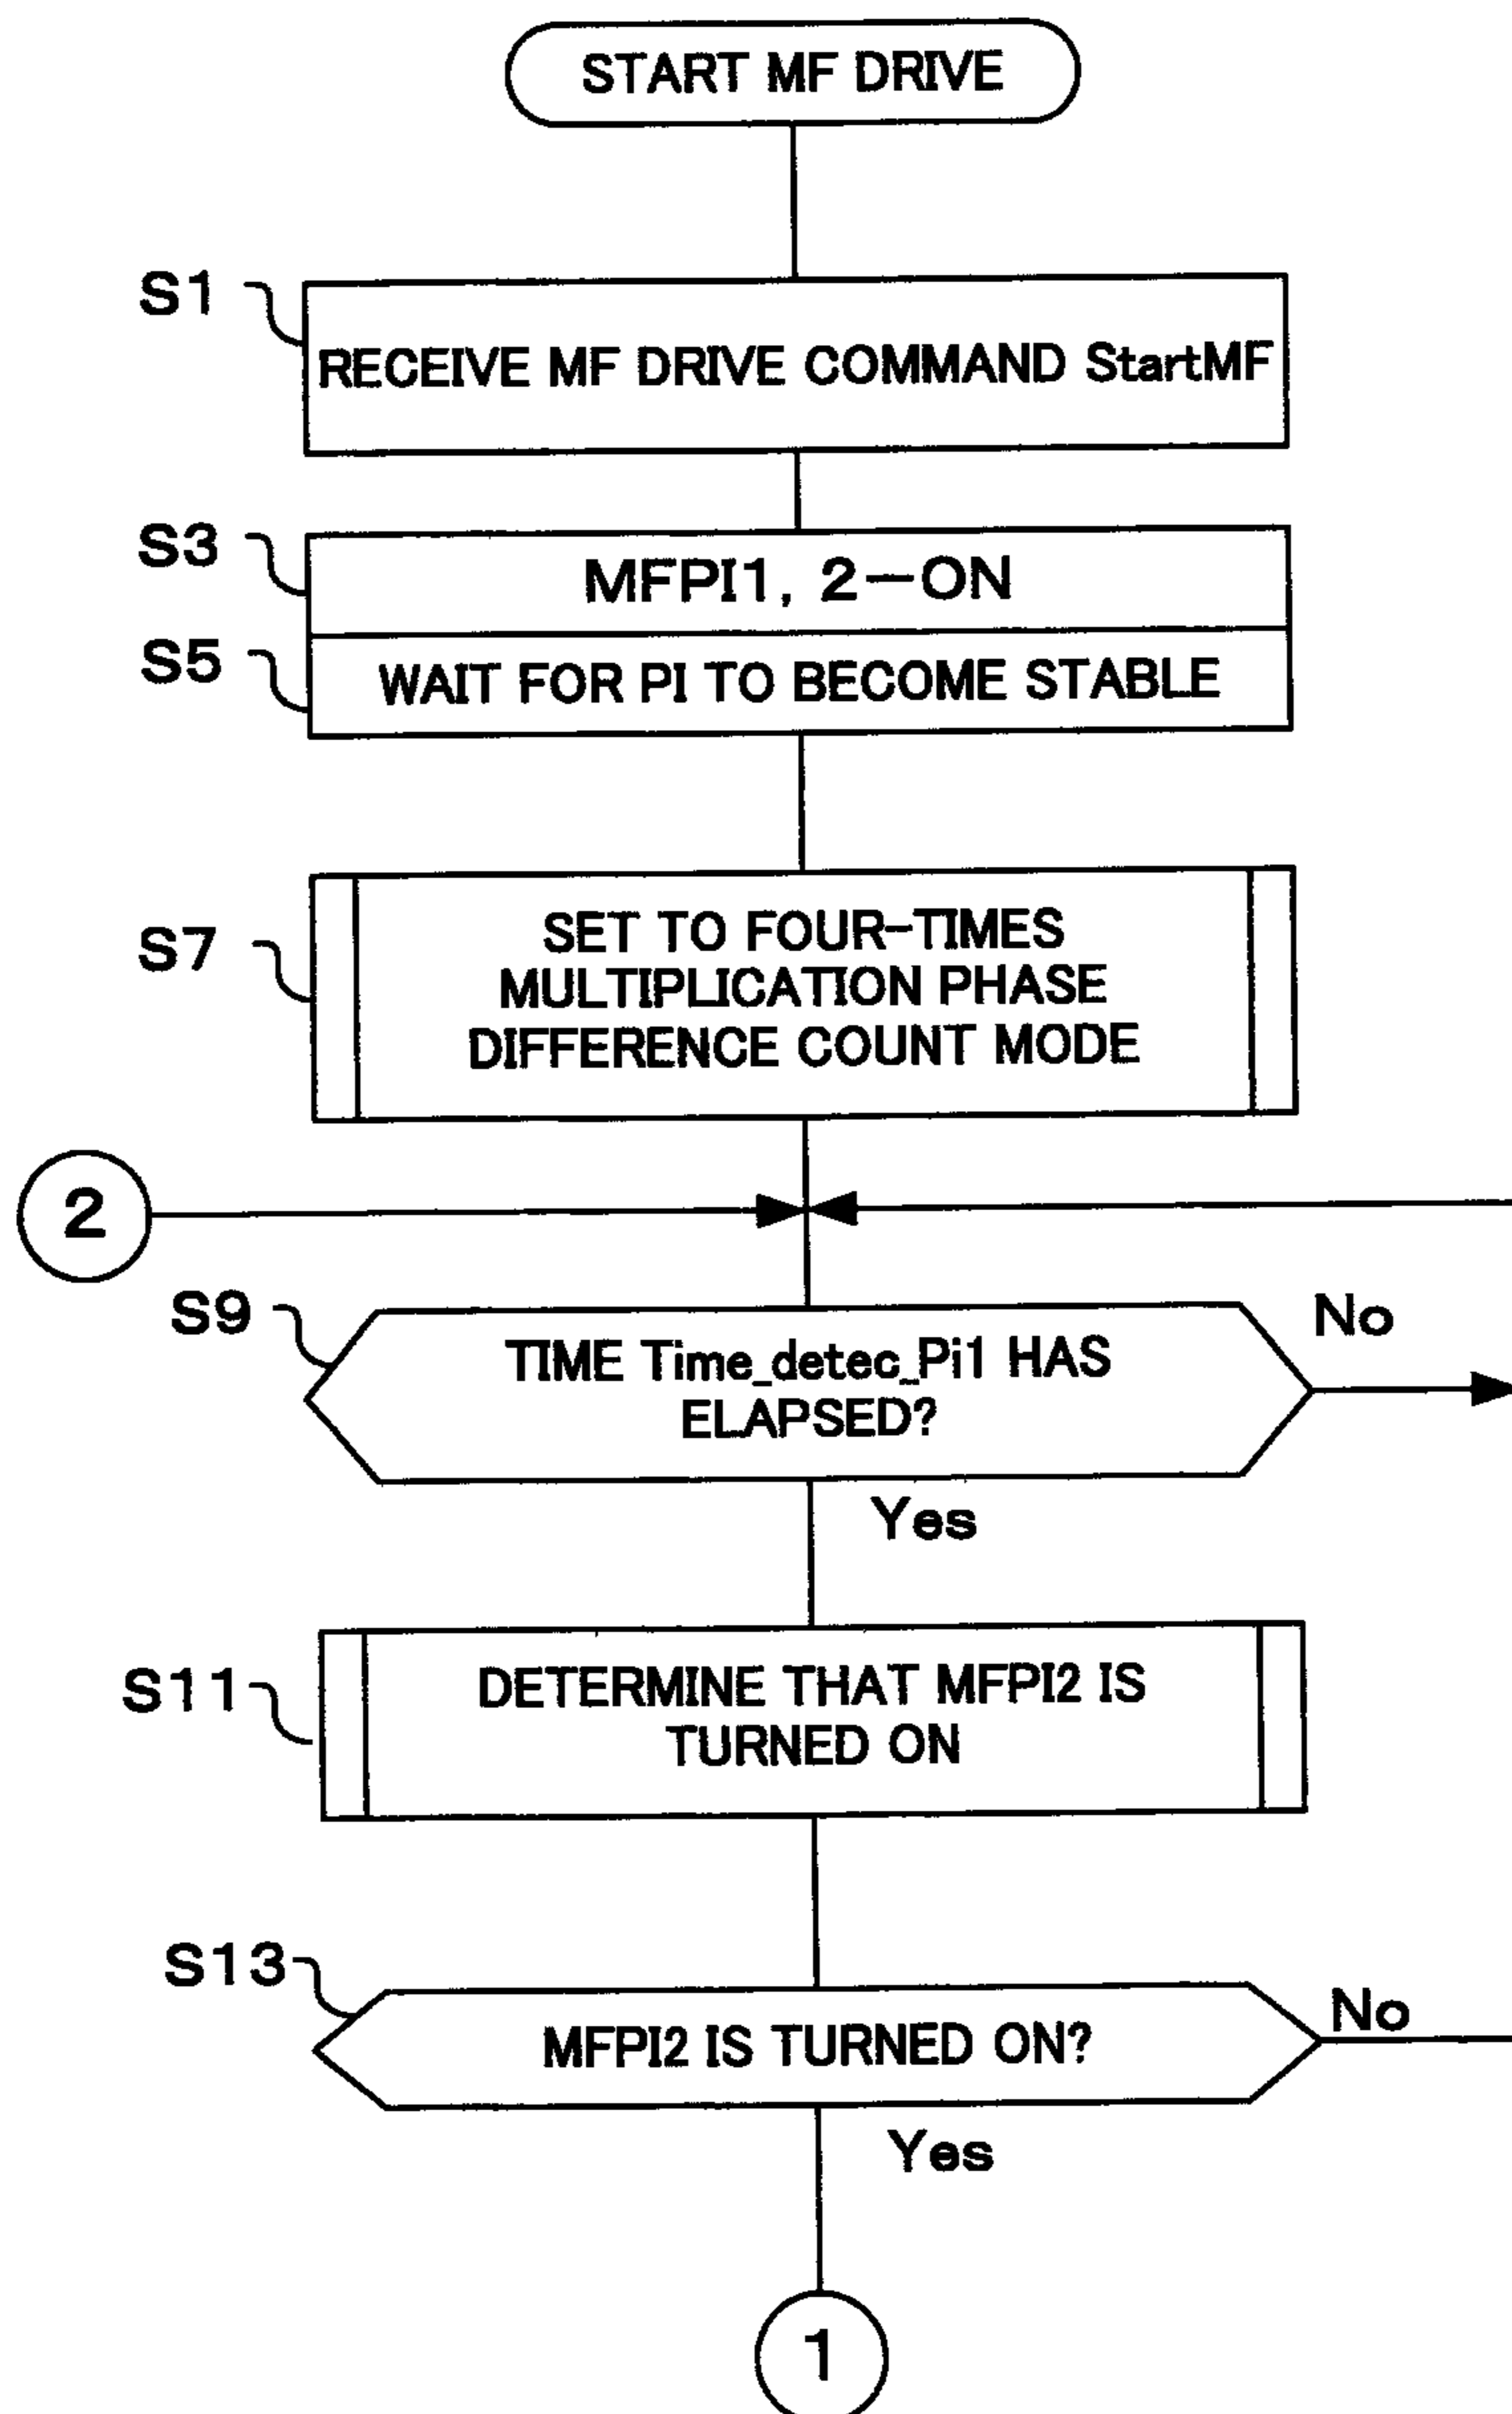 START MF DRIVE
S1
RECEIVE MF DRIVE COMMAND StartMF
S3
MFPI1, 2-ON
S5
WAIT FOR PI TO BECOME STABLE
S7
SET TO FOUR-TIMES
MULTIPLICATION PHASE
DIFFERENCE COUNT MODE
2
S9
TIME Time_detec_Pi1 HAS
ELAPSED?
No
Yes
S11
DETERMINE THAT MFPI2 IS
TURNED ON
S13
MFPI2 IS TURNED ON?
No
Yes
1